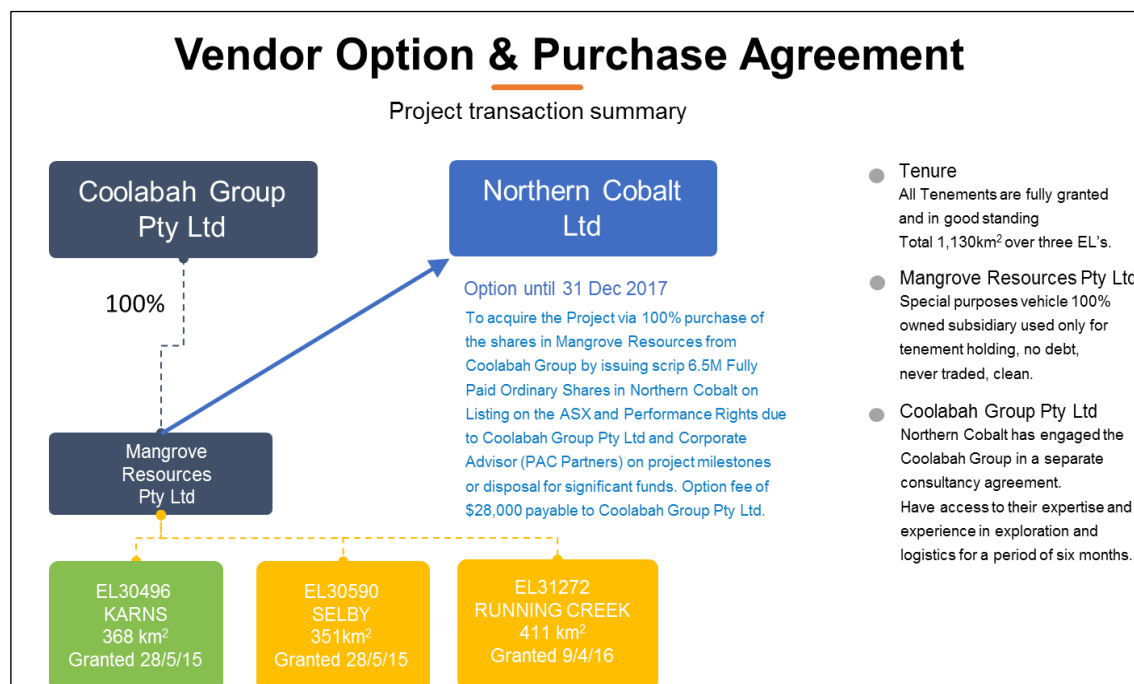 Vendor Option & Purchase Agreement
Project transaction summary
Coolabah Group
Pty Ltd
Northern Cobalt
Ltd
100%
Option until 31 Dec 2017
To acquire the Project via 100% purchase of
the shares in Mangrove Resources from
Coolabah Group by issuing scrip 6.5M Fully
Paid Ordinary Shares in Northern Cobalt on
Listing on the ASX and Performance Rights due
to Coolabah Group Pty Ltd and Corporate
Advisor (PAC Partners) on project milestones
or disposal for significant funds. Option fee of
$28,000 payable to Coolabah Group Pty Ltd.
Mangrove
Resources
Pty Ltd
EL30496
KARNS
368 km²
Granted 28/5/15
EL30590
SELBY
351km²
Granted 28/5/15
EL31272
RUNNING CREEK
411 km²
Granted 9/4/16
Tenure
All Tenements are fully granted
and in good standing
Total 1,130km² over three EL's.
Mangrove Resources Pty Ltd
Special purposes vehicle 100%
owned subsidiary used only for
tenement holding, no debt,
never traded, clean.
Coolabah Group Pty Ltd
Northern Cobalt has engaged the
Coolabah Group in a separate
consultancy agreement.
Have access to their expertise and
experience in exploration and
logistics for a period of six months.